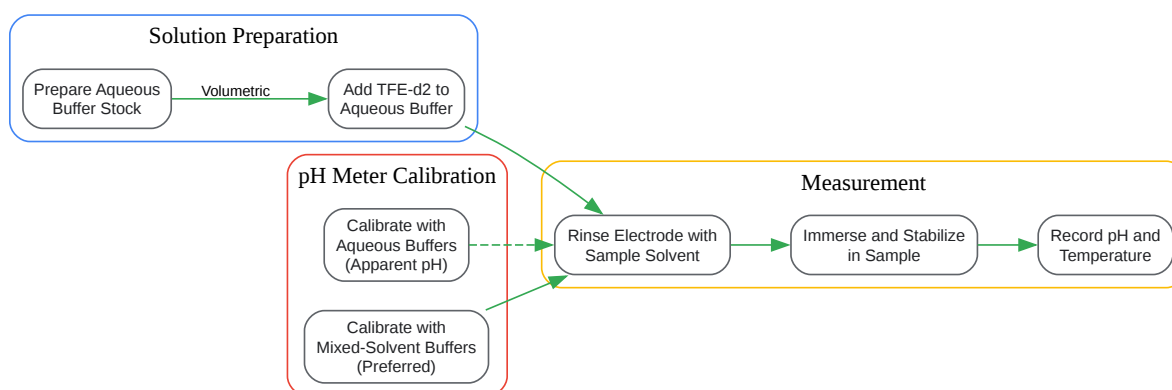 Solution Preparation
Prepare Aqueous
Buffer Stock
Volumetric
Add TFE-d2 to
Aqueous Buffer
pH Meter Calibration
Calibrate with
Aqueous Buffers
(Apparent pH)
Calibrate with
Mixed-Solvent Buffers
(Preferred)
Measurement
Rinse Electrode with
Sample Solvent
Immerse and Stabilize
in Sample
Record pH and
Temperature